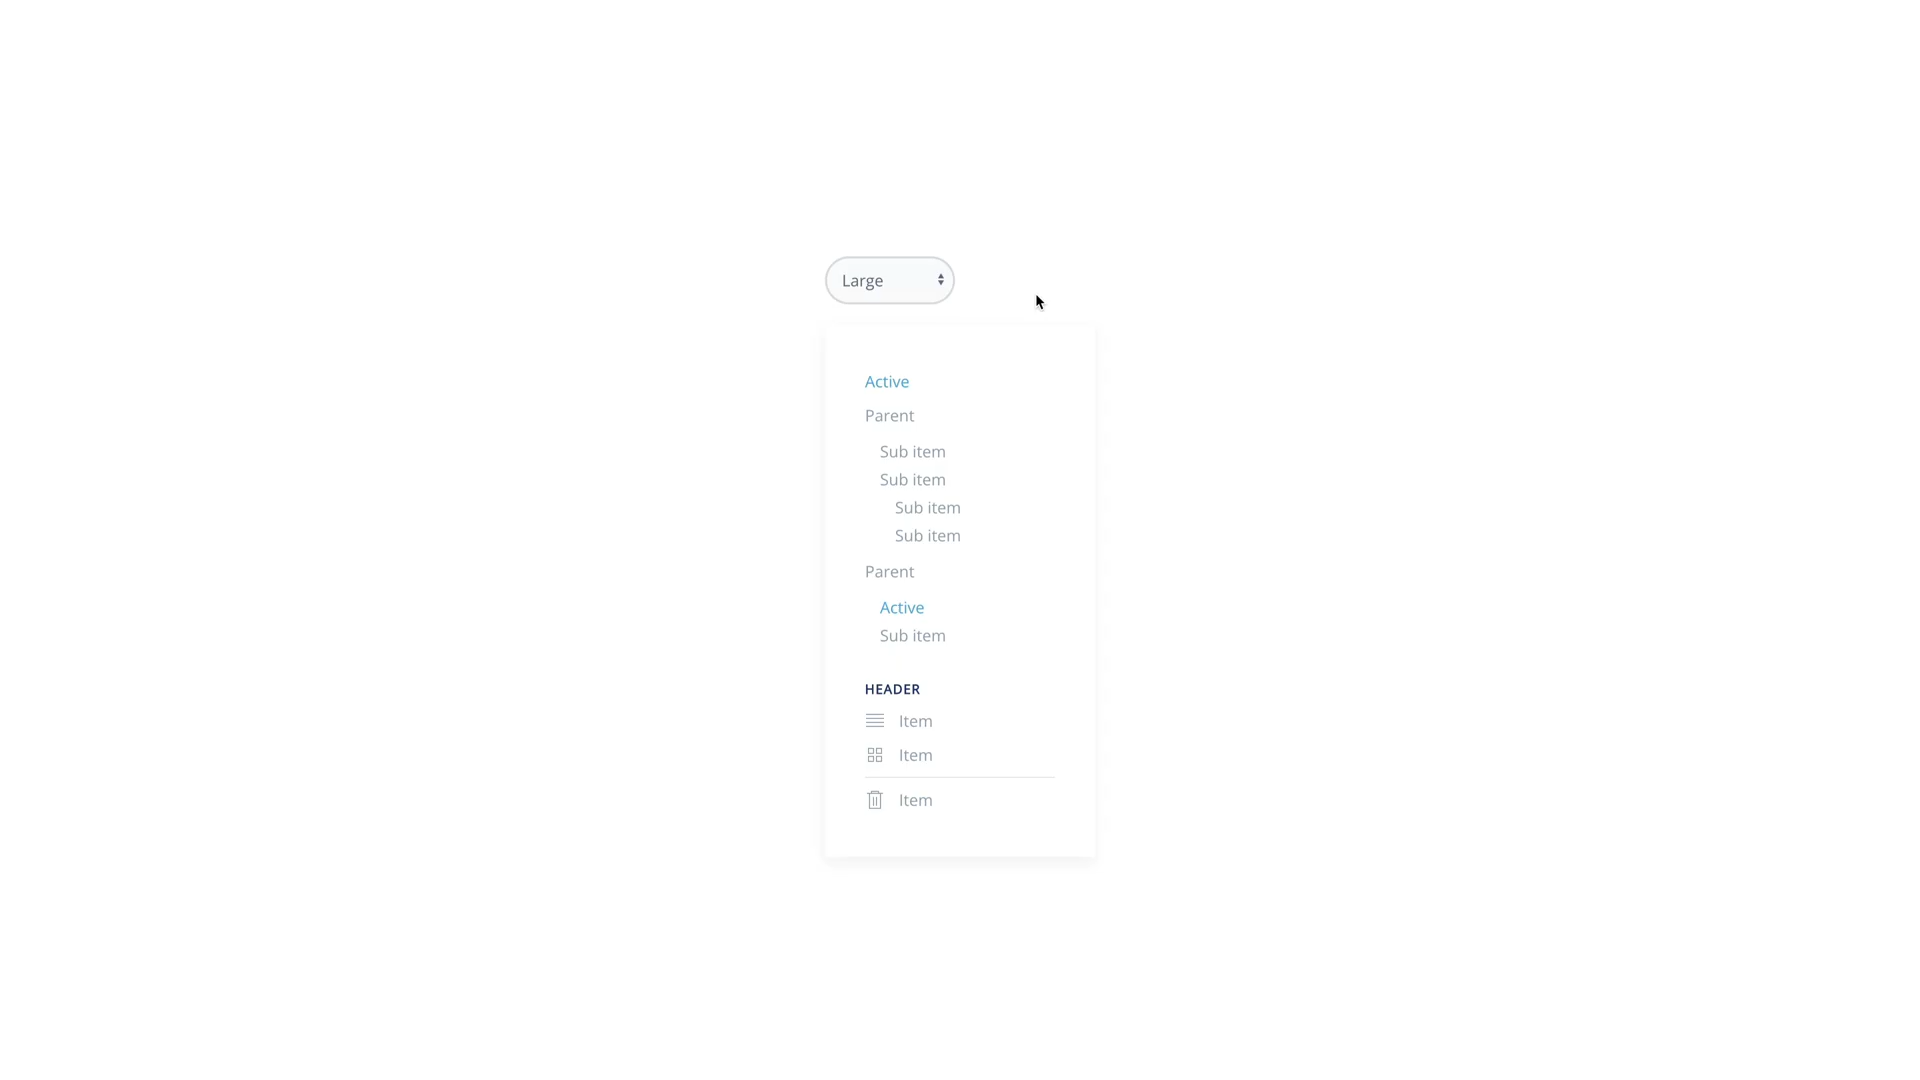 Large
Active
Parent
Sub item
Sub item
Sub item
Sub item
Parent
Active
Sub item
HEADER
Item
Item
Item